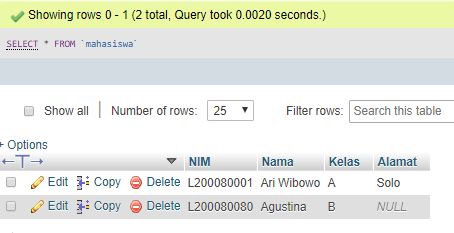 Showing rows 0 - 1 (2 total, Query took 0.0020 seconds.)
SELECT * FROM `mahasiswa`
Show all | Number of rows: 25 Filter rows: Search this table
+ Options
←T→ NIM Nama Kelas Alamat
Edit Copy Delete L200080001 Ari Wibowo A Solo
Edit Copy Delete L200080080 Agustina B NULL